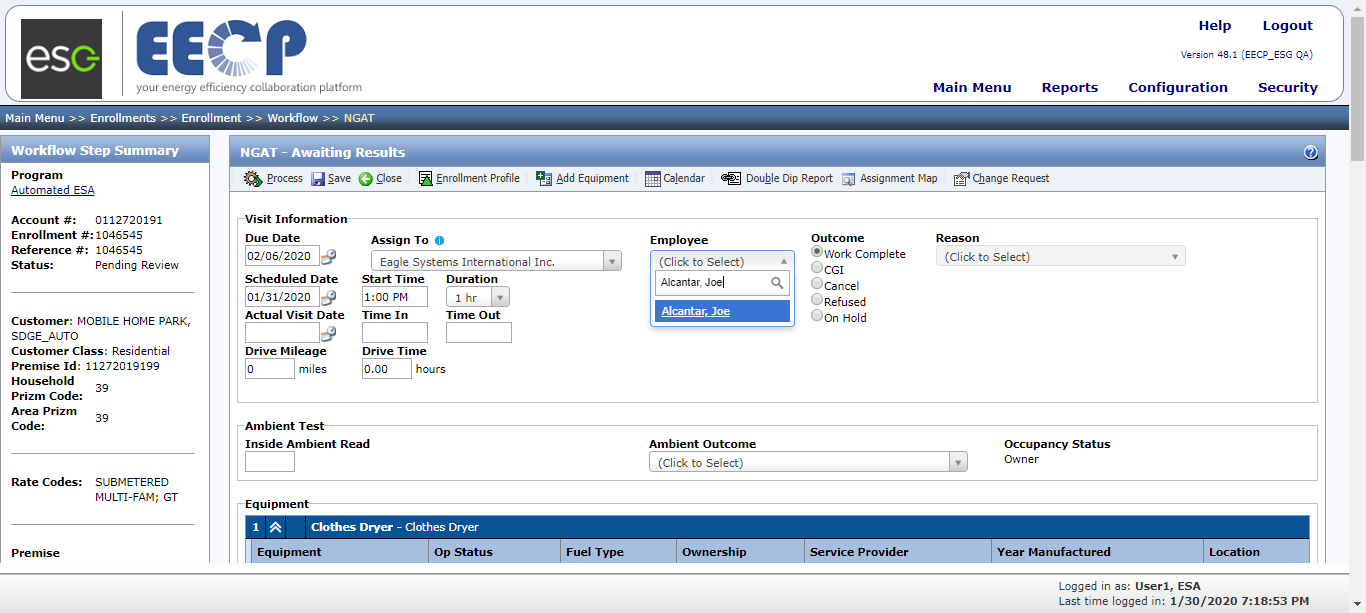 esc
EECP
your energy efficiency collaboration platform
Help Logout
Version 48.1 (EECP_ESG QA)
Main Menu Reports Configuration Security
Main Menu >> Enrollments >> Enrollment >> Workflow >> NGAT
Workflow Step Summary
Program
Automated ESA
Account #: 0112720191
Enrollment #: 1046545
Reference #: 1046545
Status: Pending Review
Customer: MOBILE HOME PARK,
SDGE_AUTO
Customer Class: Residential
Premise Id: 11272019199
Household
Prizm Code: 39
Area Prizm
Code: 39
Rate Codes: SUBMETERED
MULTI-FAM; GT
Premise
NGAT - Awaiting Results
Process Save Close Enrollment Profile Add Equipment Calendar Double Dip Report Assignment Map Change Request
Visit Information
Due Date Assign To Employee Outcome Reason
02/06/2020 Eagle Systems International Inc. (Click to Select) Work Complete (Click to Select)
Alcantar, Joe
Alcantar, Joe
CGI
Cancel
Refused
On Hold
Scheduled Date Start Time Duration
01/31/2020 1:00 PM 1 hr
Actual Visit Date Time In Time Out
Drive Mileage Drive Time
0 miles 0.00 hours
Ambient Test
Inside Ambient Read Ambient Outcome Occupancy Status
(Click to Select) Owner
Equipment
1 Clothes Dryer - Clothes Dryer
Equipment Op Status Fuel Type Ownership Service Provider Year Manufactured Location
Logged in as: User1, ESA
Last time logged in: 1/30/2020 7:18:53 PM